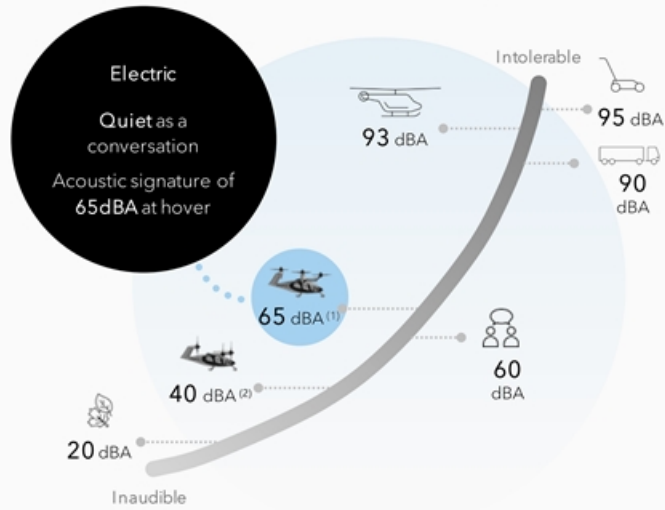 Electric
Quiet as a
conversation
Acoustic signature of
65dBA at hover
Intolerable
95 dBA
93 dBA
90
dBA
65 dBA (1)
60
dBA
40 dBA (2)
20 dBA
Inaudible